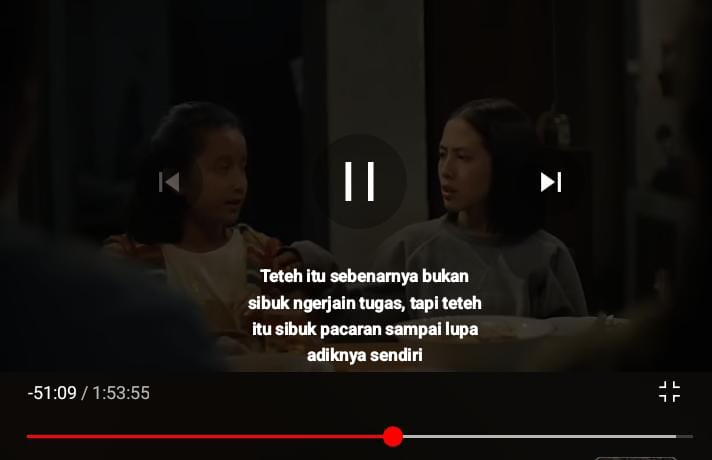 Teteh itu sebenarnya bukan
sibuk ngerjain tugas, tapi teteh
itu sibuk pacaran sampai lupa
adiknya sendiri
-51:09 / 1:53:55